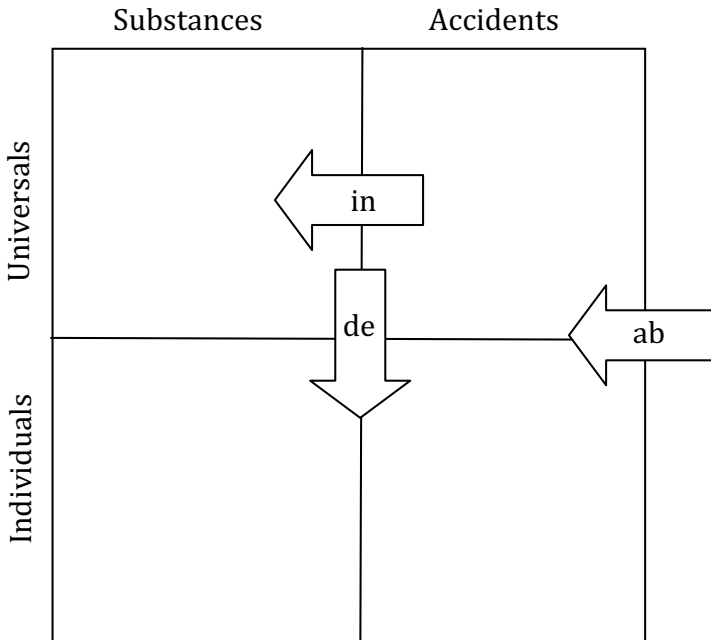 Substances Accidents
Universals
in
de
ab
Individuals